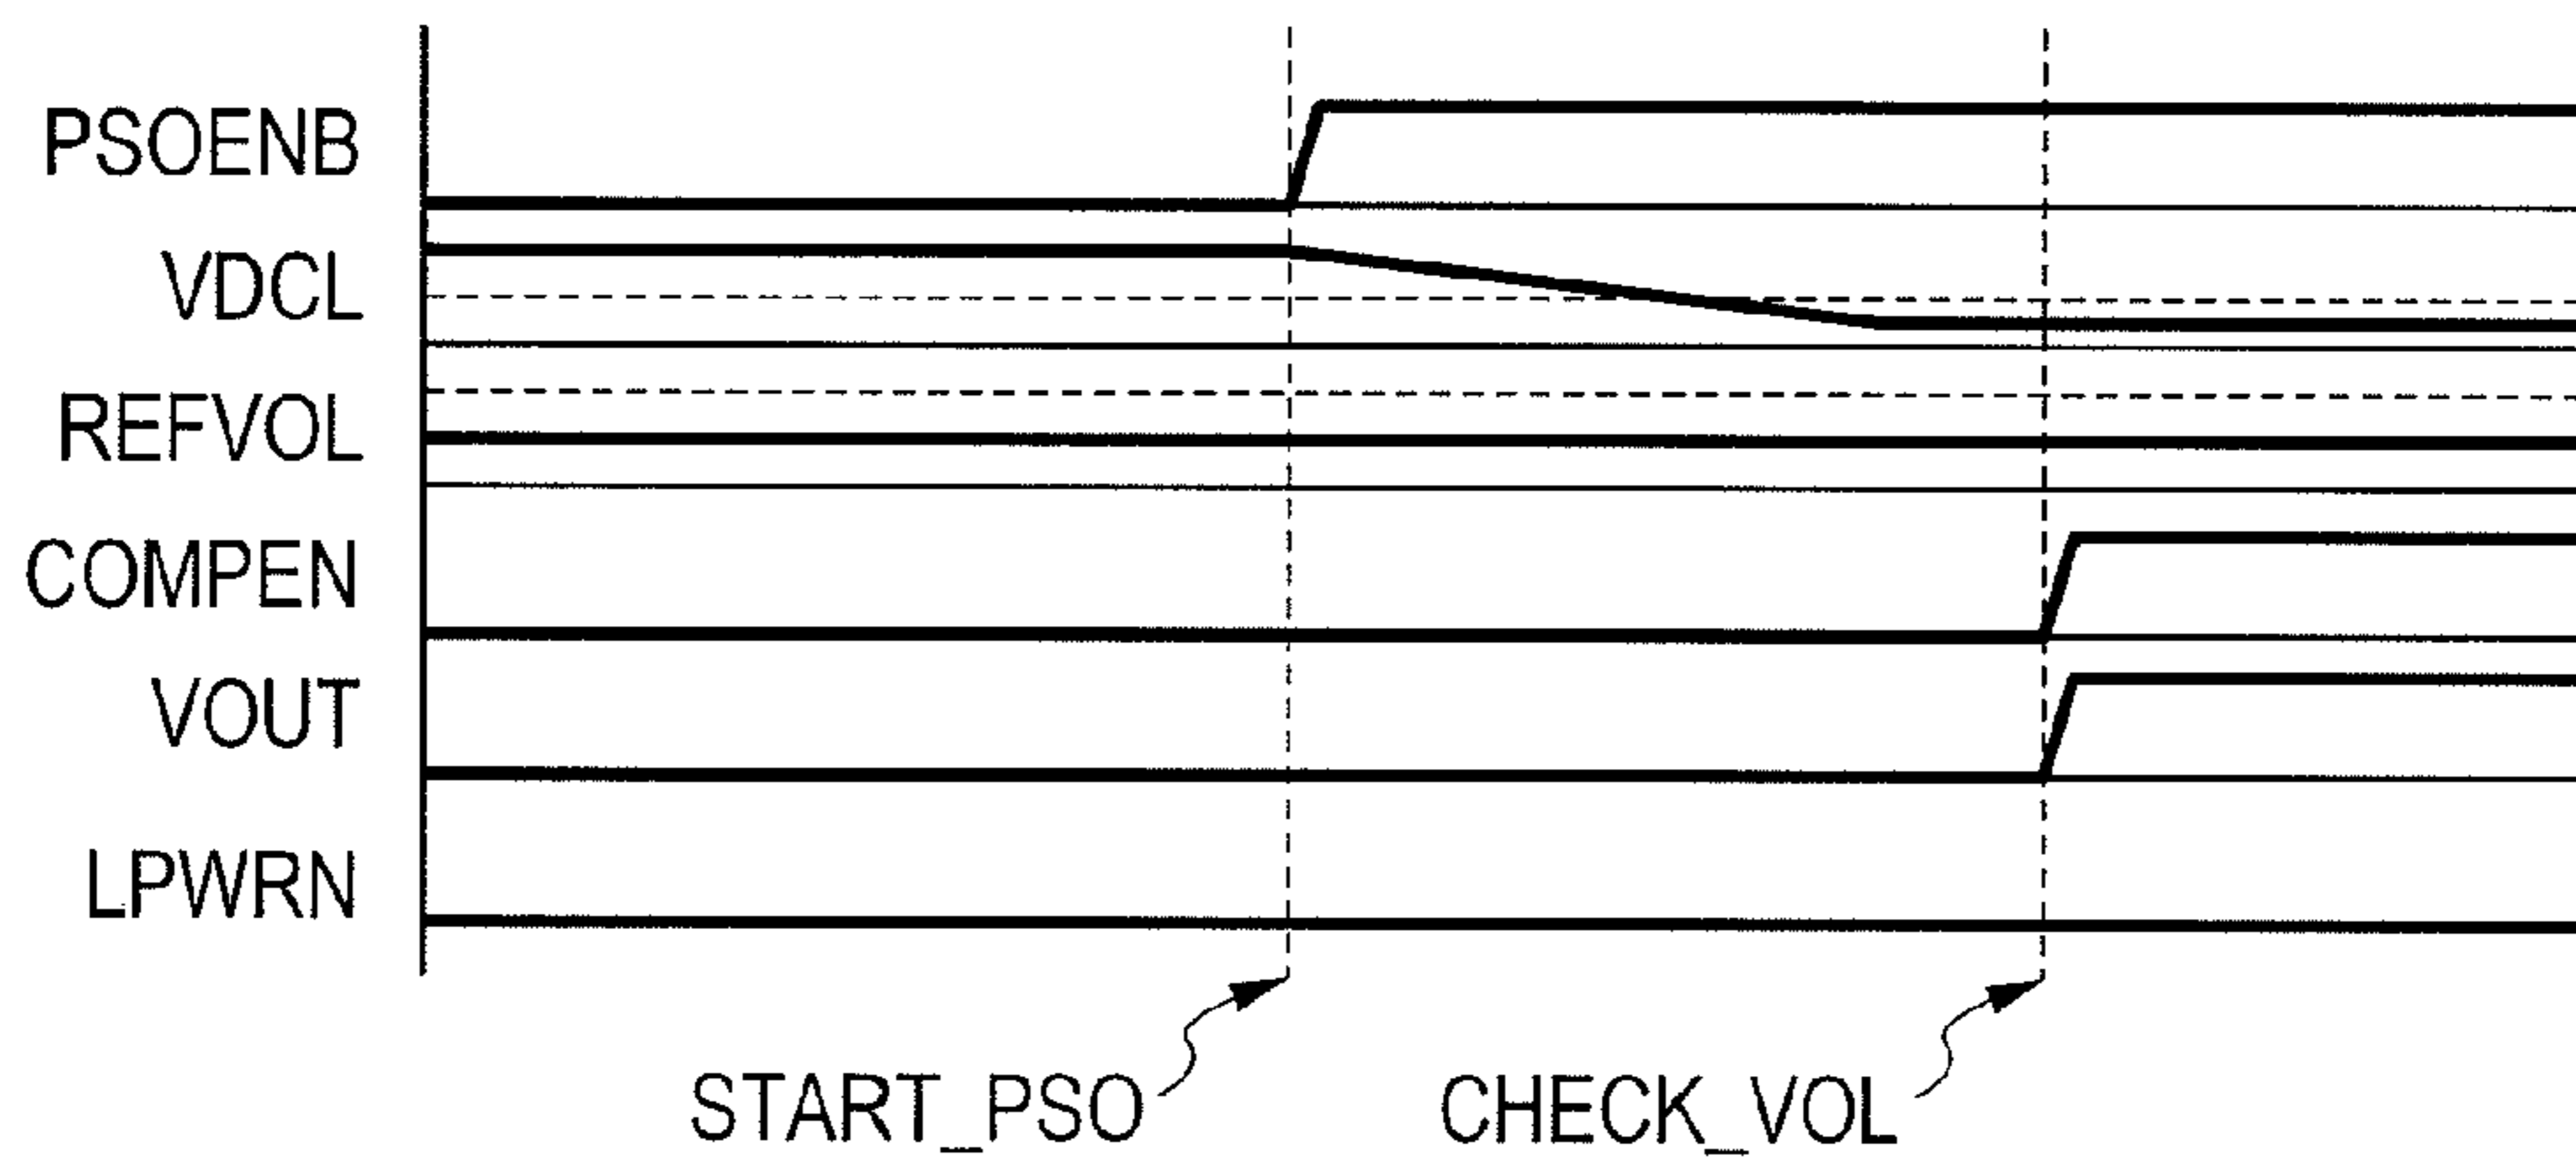 PSOENB
VDCL
REFVOL
COMPEN
VOUT
LPWRN
START_PSO
CHECK_VOL